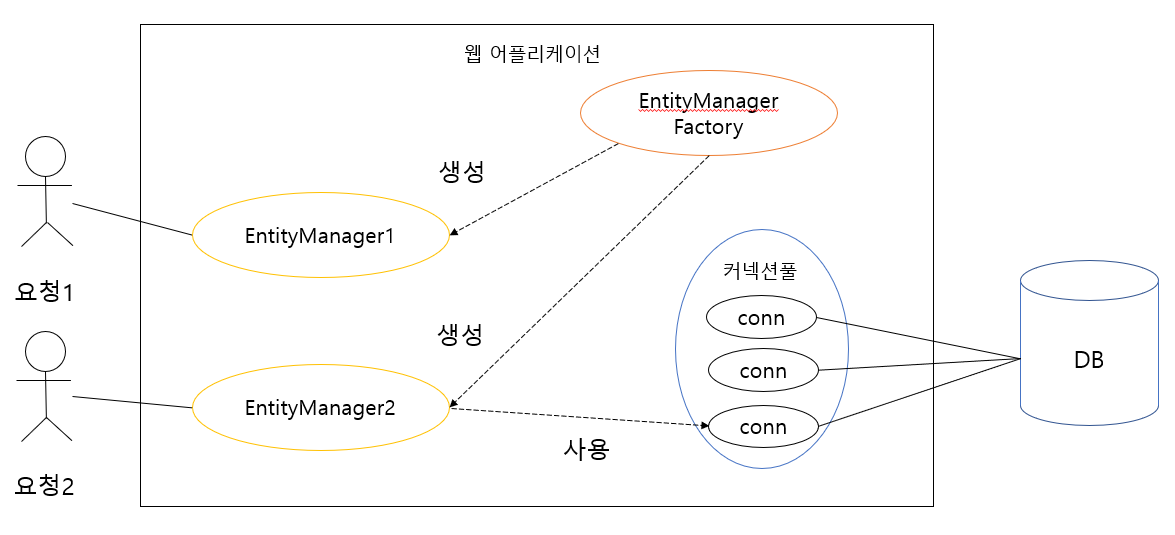 웹 어플리케이션
EntityManager
Factory
생성
EntityManager1
요청1
커넥션풀
conn
생성
conn
DB
EntityManager2
conn
사용
요청2